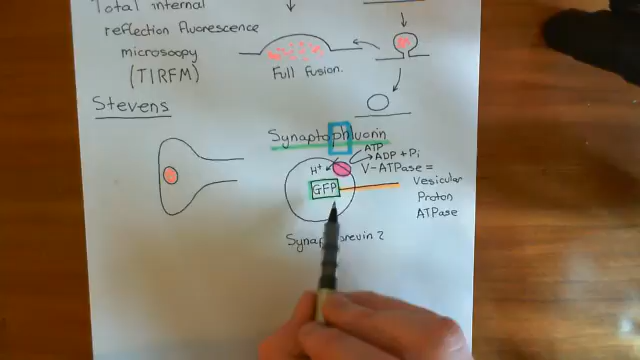 Total internal
reflection fluorescence
microscopy
(TIRFM)
Full Fusion.
Stevens
Synaptophluorin
ATP
ADP + Pi
H+
V-ATPase =
Vesicular
Proton
ATPase
GFP
2